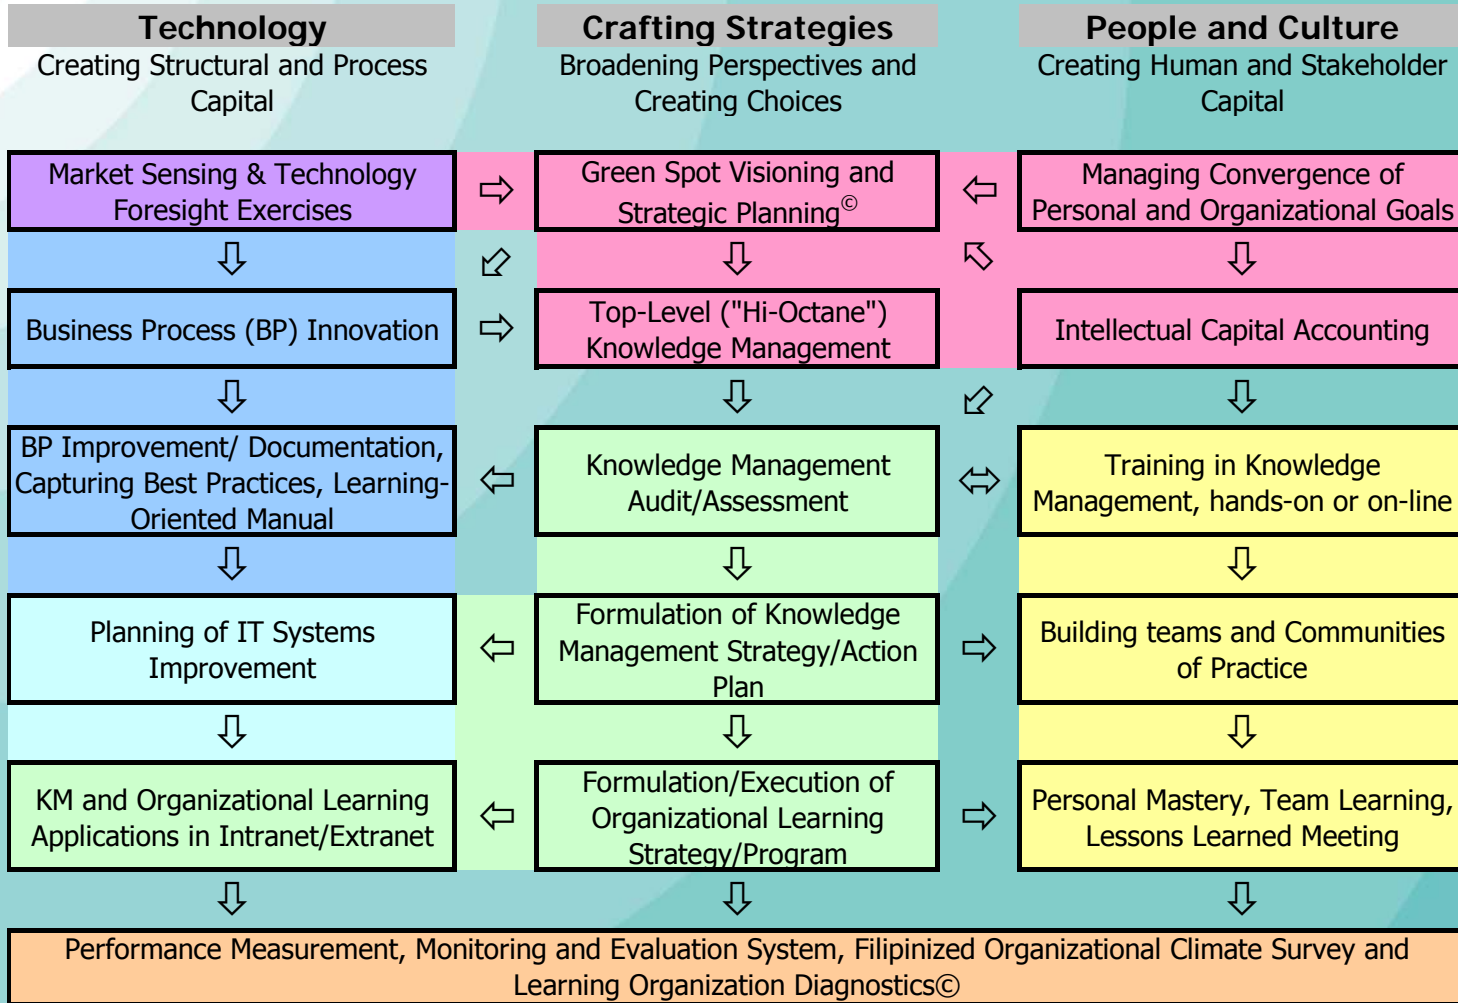 Technology
Creating Structural and Process
Capital
Crafting Strategies
Broadening Perspectives and
Creating Choices
People and Culture
Creating Human and Stakeholder
Capital
Market Sensing & Technology
Foresight Exercises
Green Spot Visioning and
Strategic Planning©
Managing Convergence of
Personal and Organizational Goals
Business Process (BP) Innovation
Top-Level ("Hi-Octane")
Knowledge Management
Intellectual Capital Accounting
BP Improvement/ Documentation,
Capturing Best Practices, Learning-
Oriented Manual
Knowledge Management
Audit/Assessment
Training in Knowledge
Management, hands-on or on-line
Planning of IT Systems
Improvement
Formulation of Knowledge
Management Strategy/Action
Plan
Building teams and Communities
of Practice
KM and Organizational Learning
Applications in Intranet/Extranet
Formulation/Execution of
Organizational Learning
Strategy/Program
Personal Mastery, Team Learning,
Lessons Learned Meeting
Performance Measurement, Monitoring and Evaluation System, Filipinized Organizational Climate Survey and
Learning Organization Diagnostics©